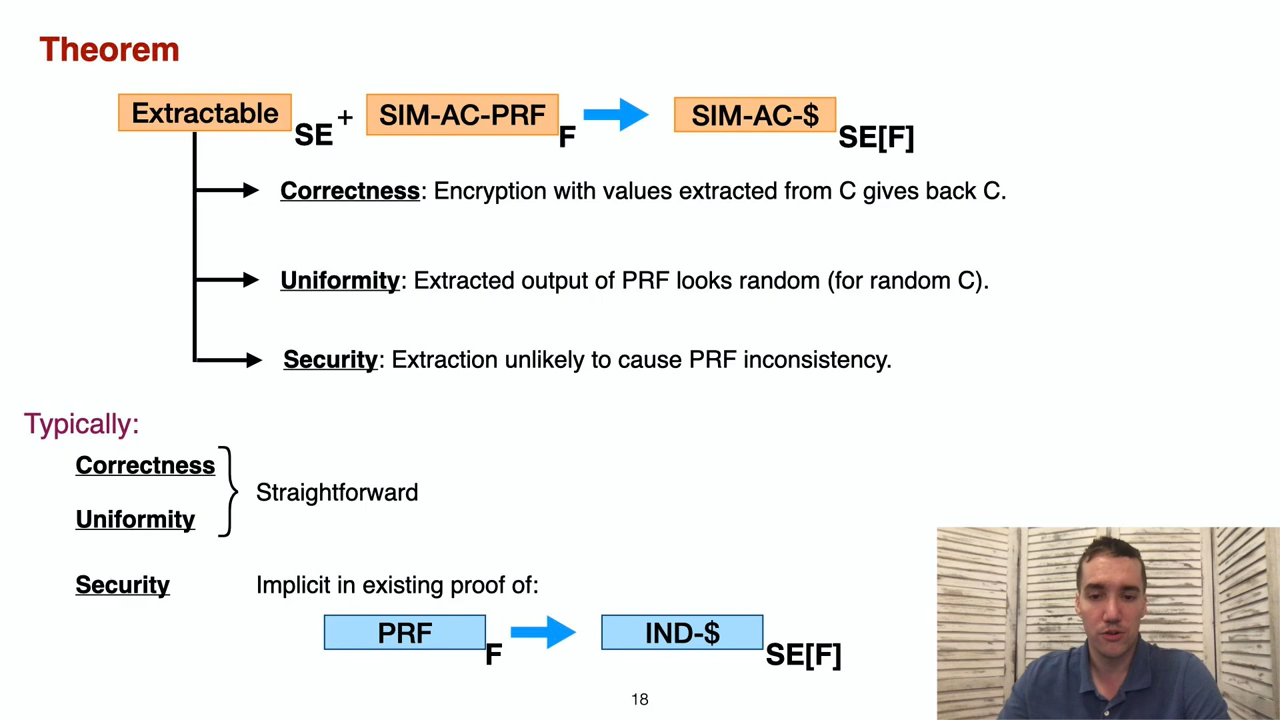 Theorem
Extractable SE + SIM-AC-PRF F SIM-AC-$ SE[F]
Correctness: Encryption with values extracted from C gives back C.
Uniformity: Extracted output of PRF looks random (for random C).
Security: Extraction unlikely to cause PRF inconsistency.
Typically:
Correctness
Straightforward
Uniformity
Security Implicit in existing proof of:
PRF F IND-$ SE[F]
18